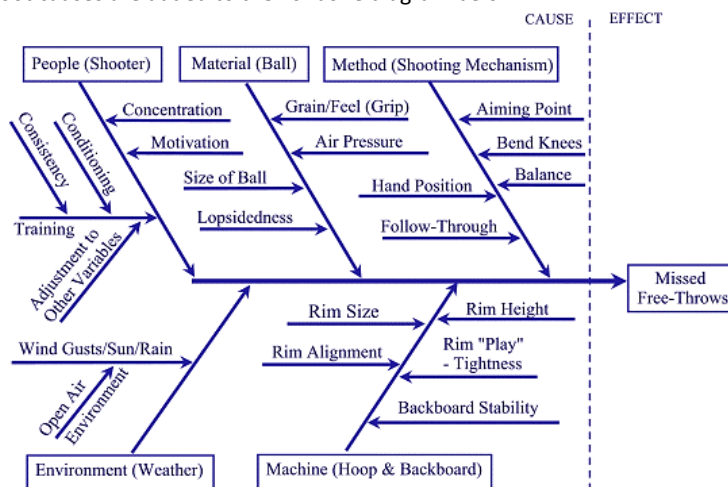 CAUSE
EFFECT
People (Shooter)
Material (Ball)
Method (Shooting Mechanism)
Concentration
Motivation
Consistency
Conditioning
Training
Adjustment to
Other Variables
Grain/Feel (Grip)
Air Pressure
Size of Ball
Lopsidedness
Aiming Point
Bend Knees
Balance
Hand Position
Follow-Through
Missed
Free-Throws
Wind Gusts/Sun/Rain
Open Air
Environment
Rim Size
Rim Height
Rim Alignment
Rim "Play"
- Tightness
Backboard Stability
Environment (Weather)
Machine (Hoop & Backboard)